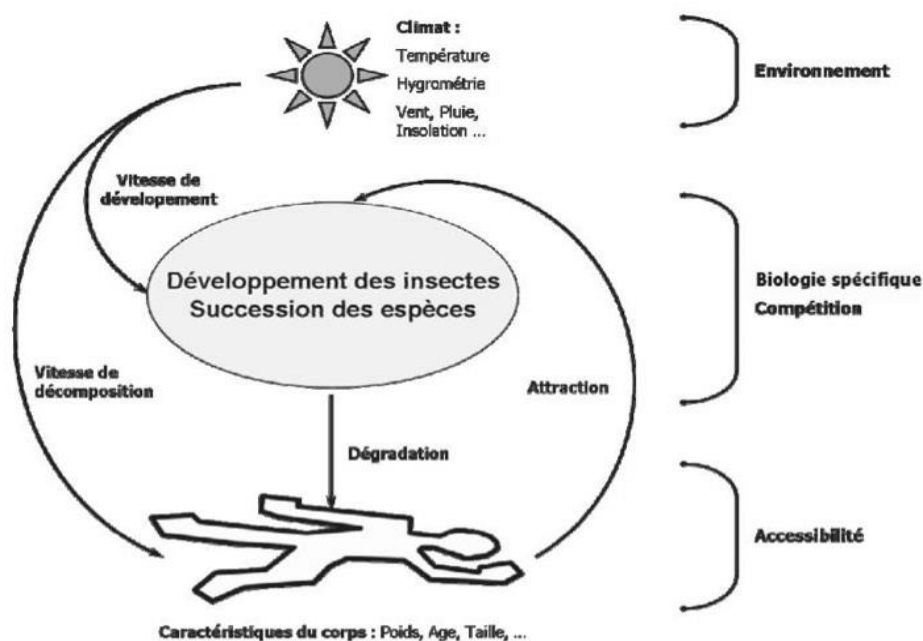 Climat :
Température
Hygrométrie
Vent, Pluie,
Insolation ...
Environnement
Vitesse de
dévelopement
Développement des insectes
Succession des espèces
Biologie spécifique
Compétition
Vitesse de
décomposition
Attraction
Dégradation
Accessibilité
Caractéristiques du corps : Poids, Age, Taille, ...